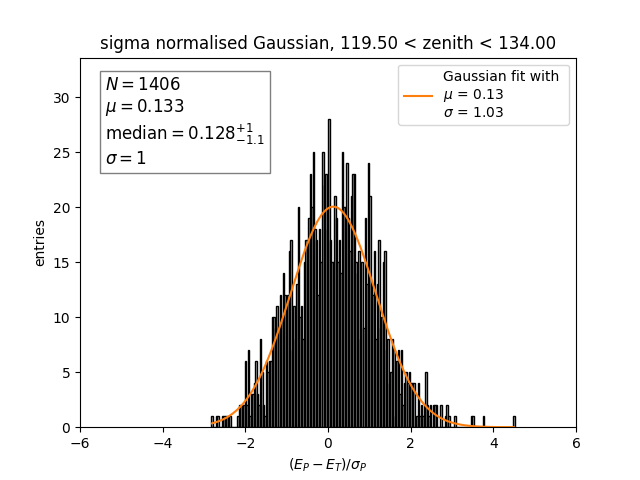 sigma normalised Gaussian, 119.50 < zenith < 134.00
N = 1406
μ = 0.133
median = 0.128 +1 −1.1
σ = 1
Gaussian fit with
μ = 0.13
σ = 1.03
entries
30
25
20
15
10
5
0
−6 −4 −2 0 2 4 6
(E_P − E_T)/σ_P